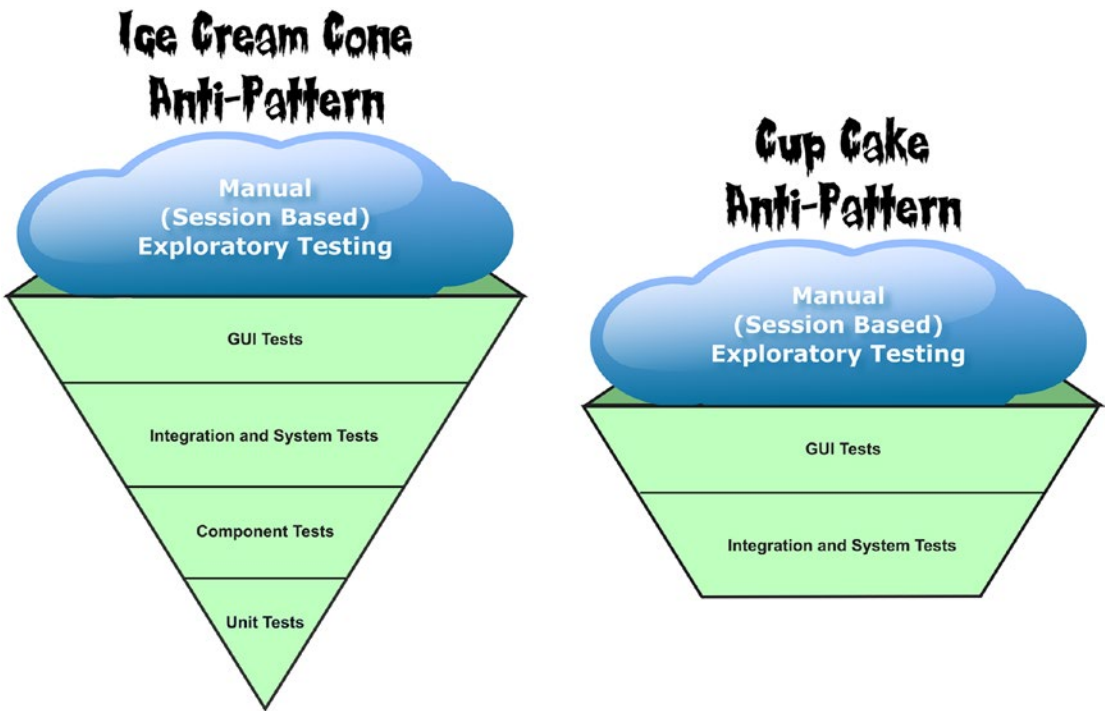 Ice Cream Cone
Anti-Pattern
Manual
(Session Based)
Exploratory Testing
GUI Tests
Integration and System Tests
Component Tests
Unit Tests
Cup Cake
Anti-Pattern
Manual
(Session Based)
Exploratory Testing
GUI Tests
Integration and System Tests